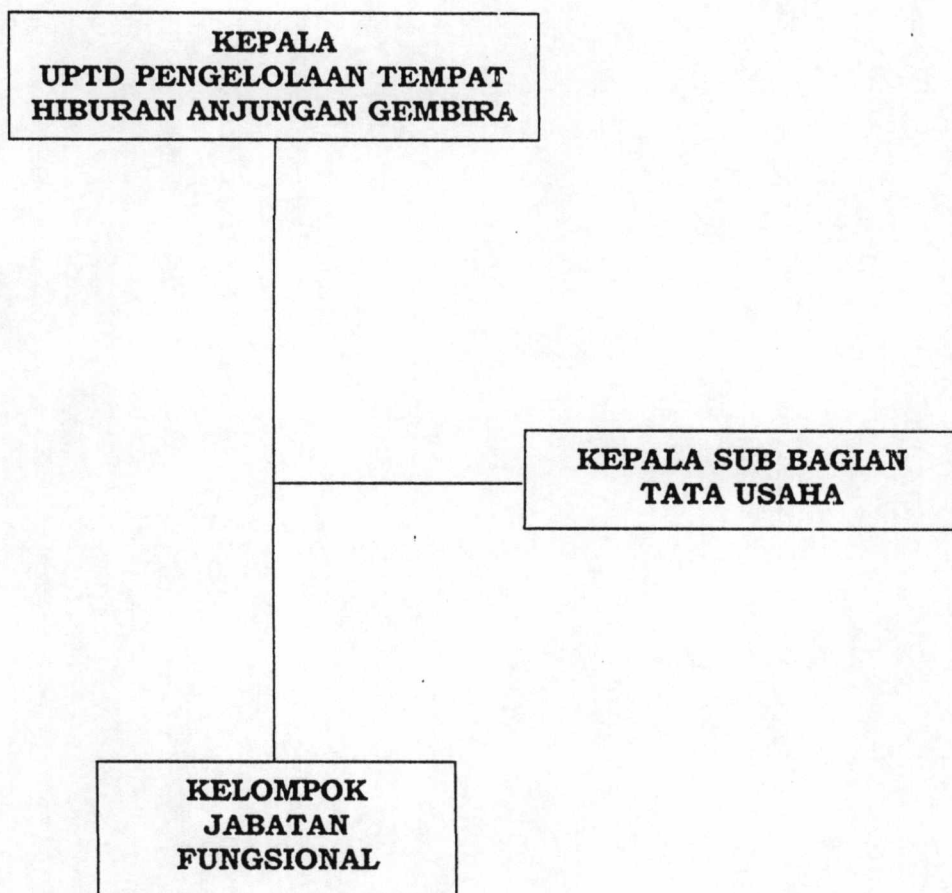 KEPALA
UPTD PENGELOLAAN TEMPAT
HIBURAN ANJUNGAN GEMBIRA
KEPALA SUB BAGIAN
TATA USAHA
KELOMPOK
JABATAN
FUNGSIONAL